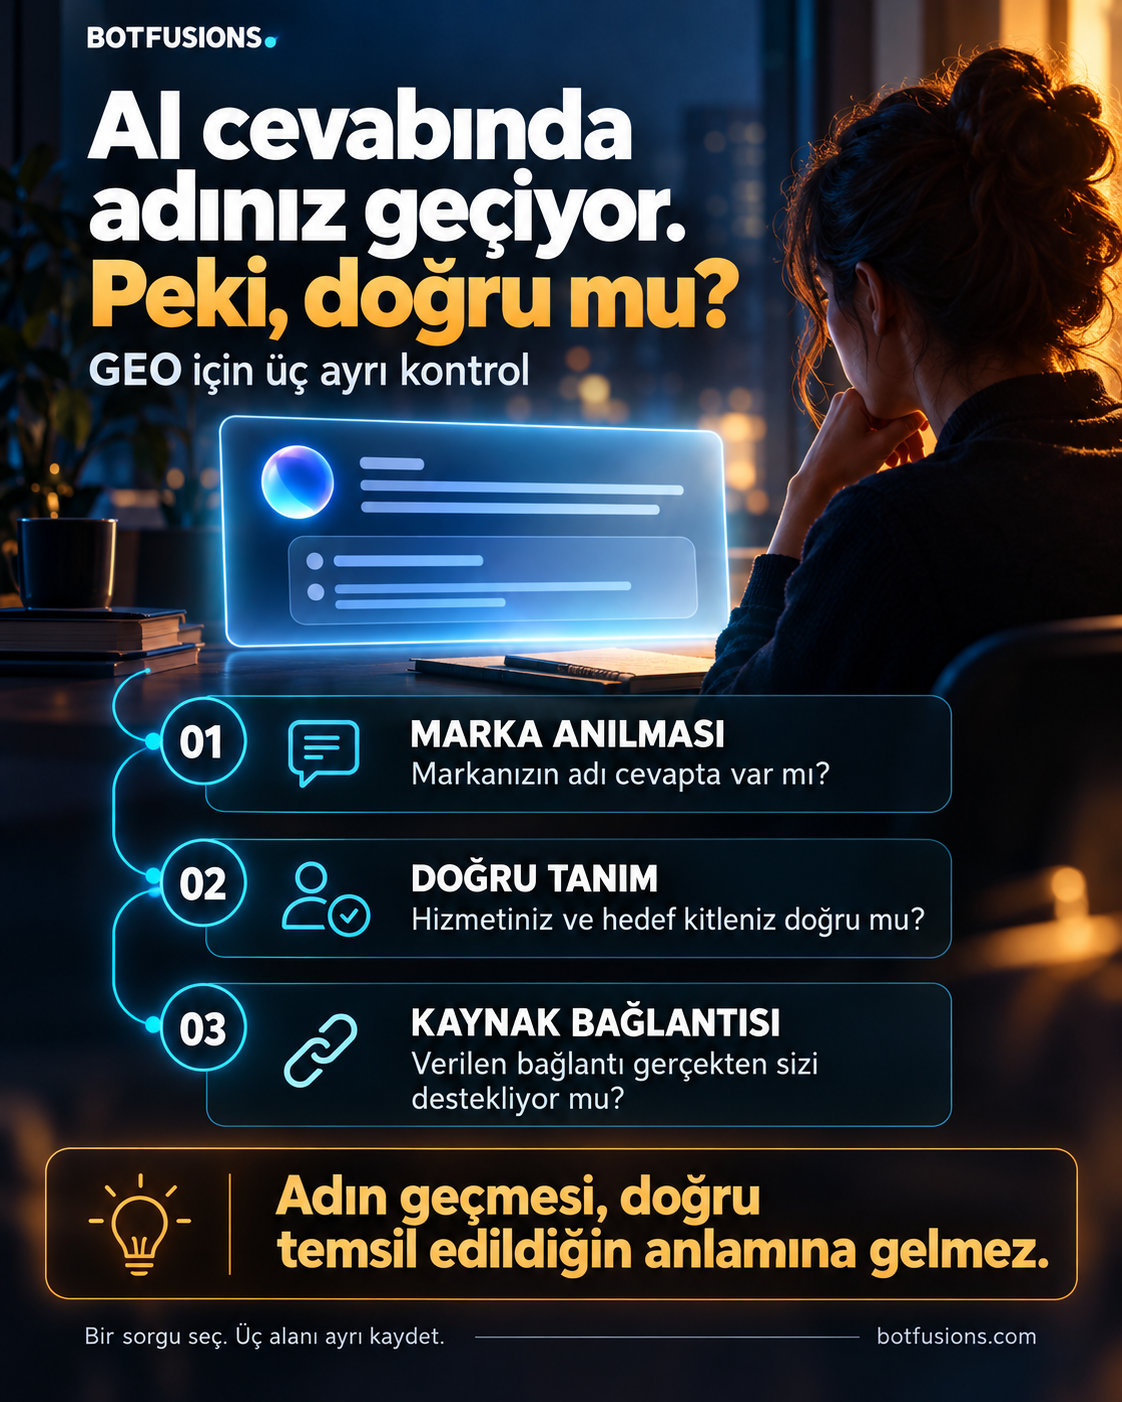 BOTFUSIONS.
AI cevabında
adınız geçiyor.
Peki, doğru mu?
GEO için üç ayrı kontrol
01
MARKA ANILMASI
Markanızın adı cevapta var mı?
02
DOĞRU TANIM
Hizmetiniz ve hedef kitleniz doğru mu?
03
KAYNAK BAĞLANTISI
Verilen bağlantı gerçekten sizi
destekliyor mu?
Adın geçmesi, doğru
temsil edildiğin anlamına gelmez.
Bir sorgu seç. Üç alanı ayrı kaydet.
botfusions.com